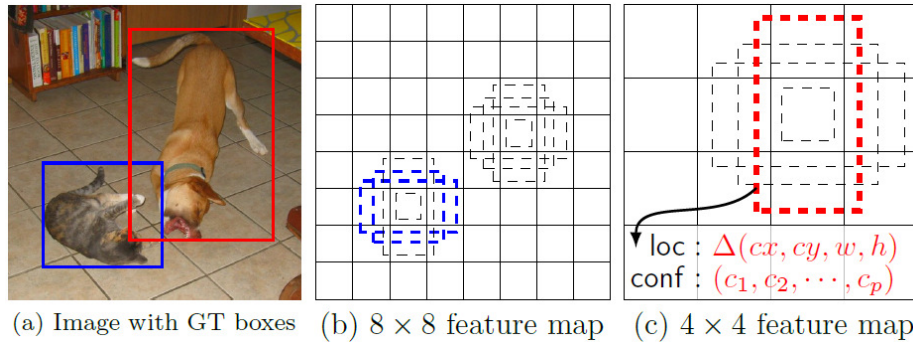 loc : Δ(cx, cy, w, h)
conf : (c₁, c₂, ⋯, cₚ)
(a) Image with GT boxes
(b) 8 × 8 feature map
(c) 4 × 4 feature map